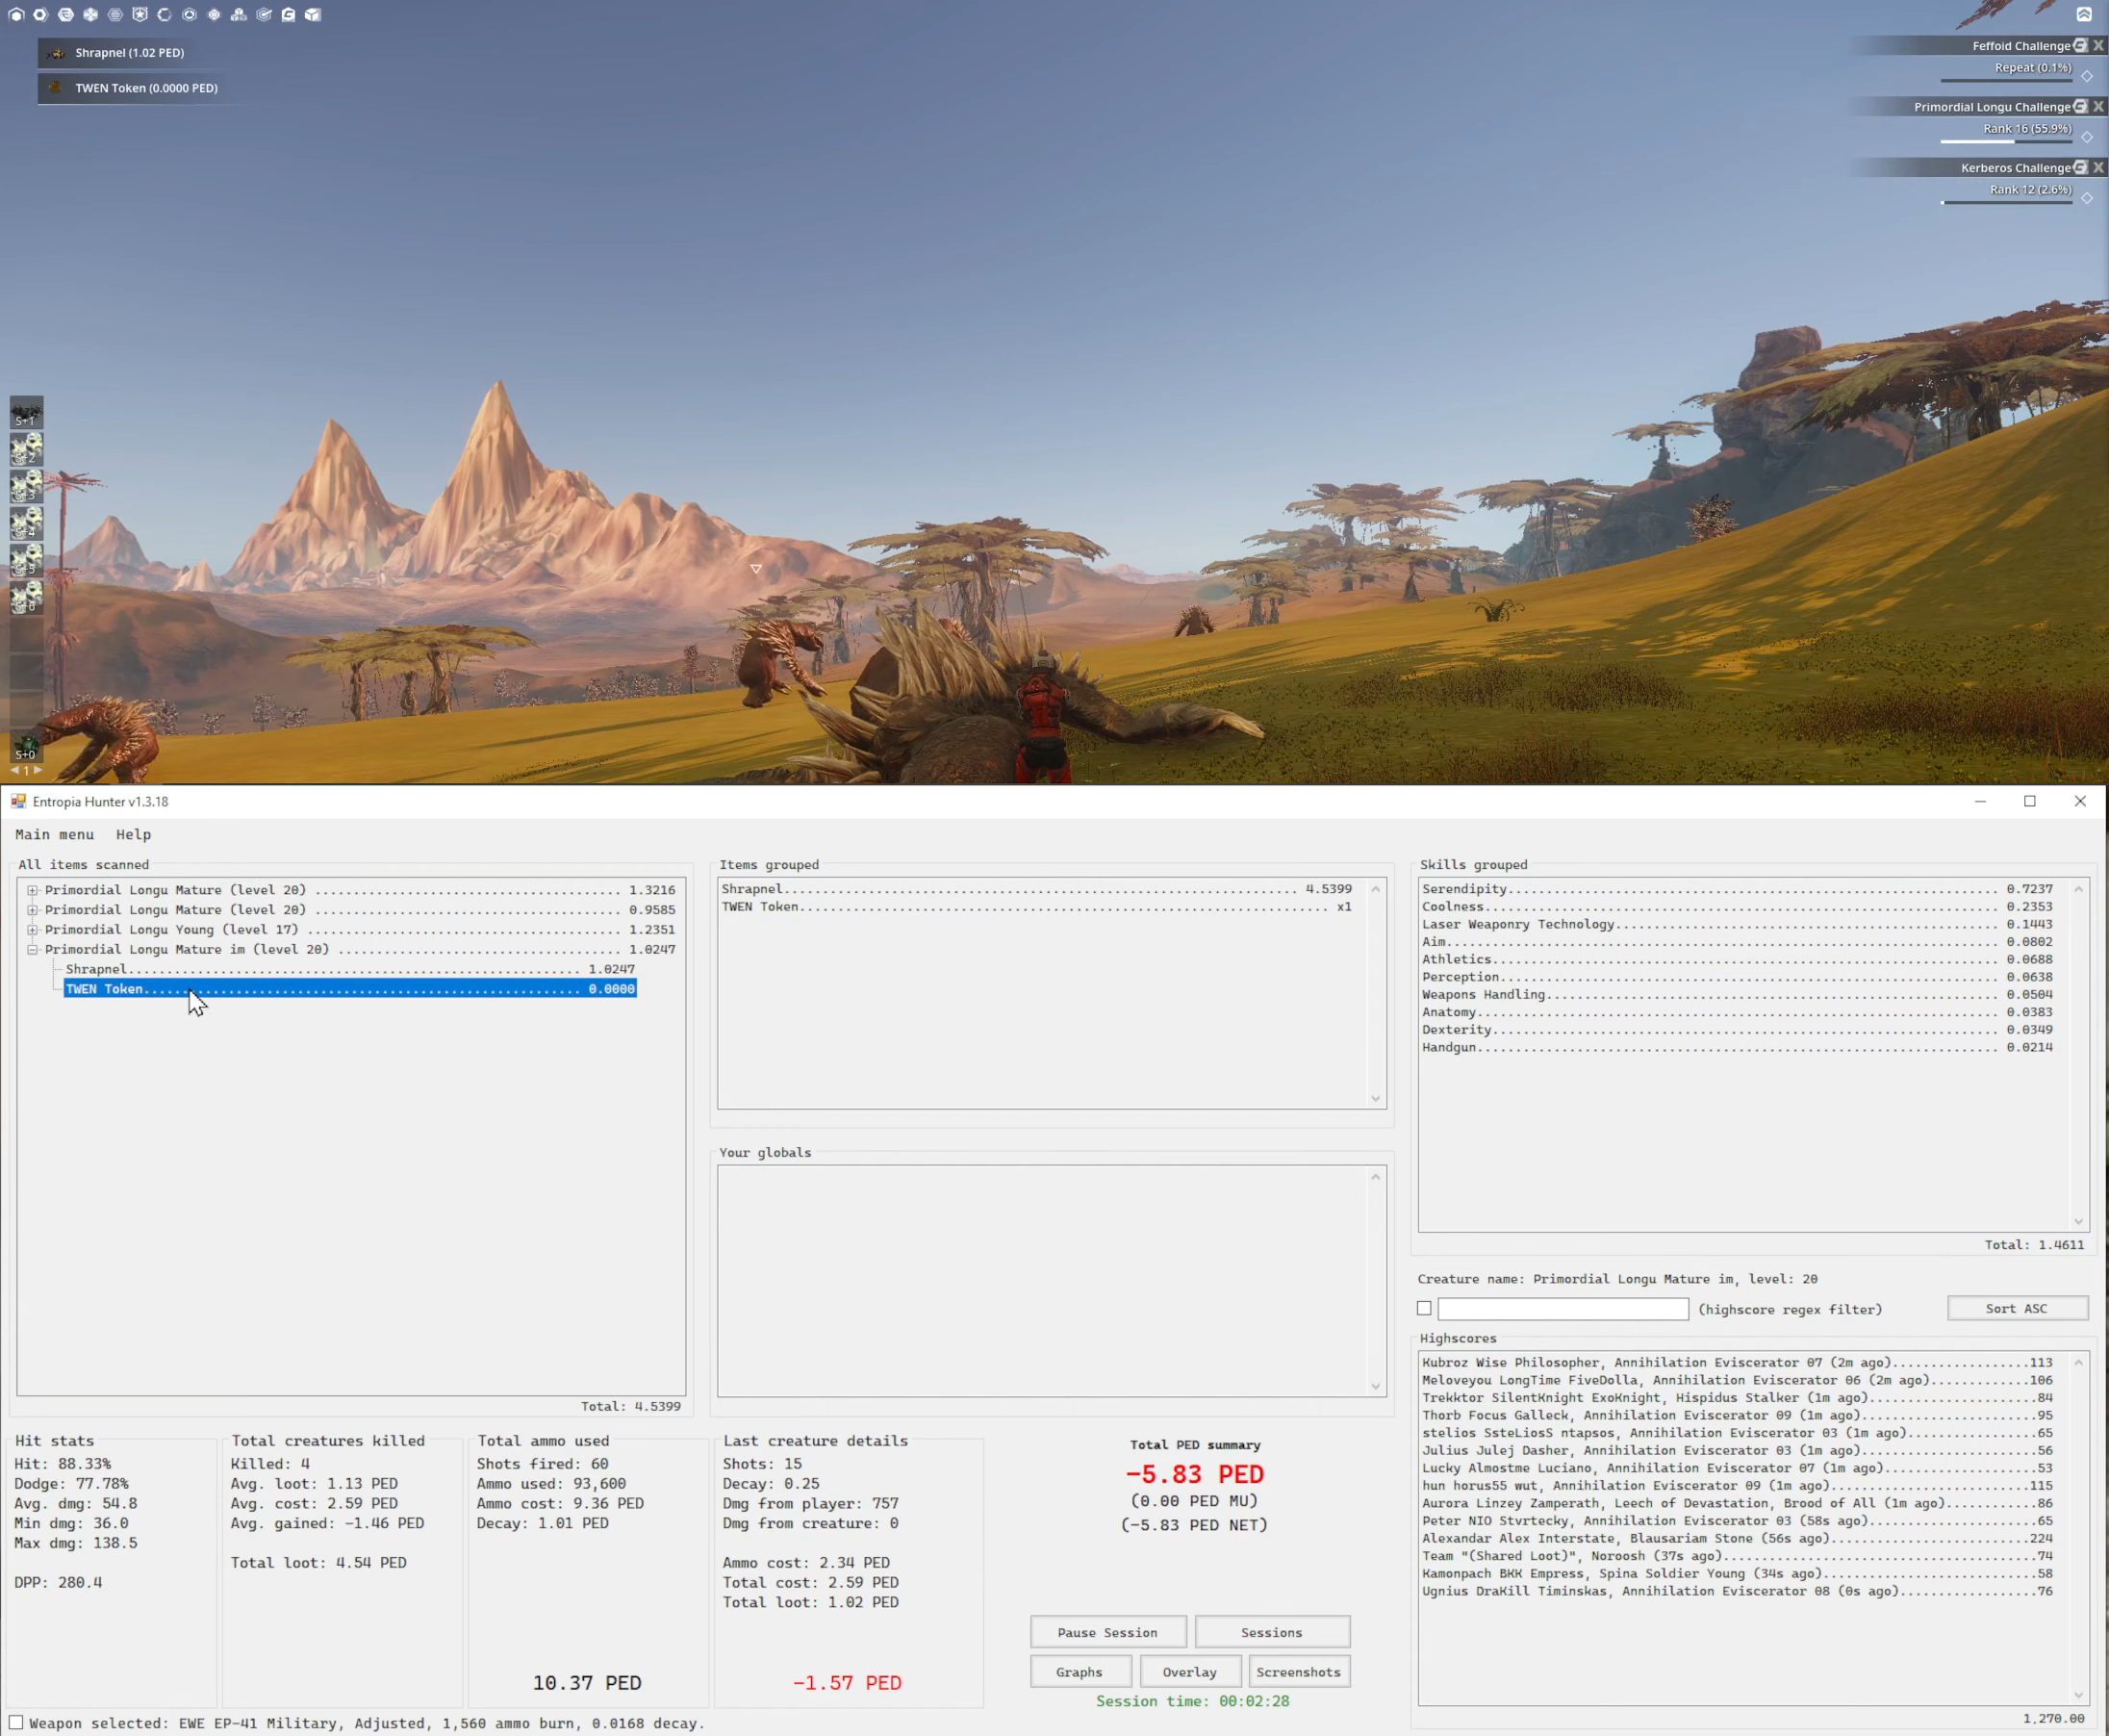 Shrapnel (1.02 PED)
TWEN Token (0.0000 PED)
Feffoid Challenge
Repeat (0.1%)
Primordial Longu Challenge
Rank 16 (55.9%)
Kerberos Challenge
Rank 12 (2.6%)
S+1
S+2
S+3
S+4
S+5
S+6
S+0
1
Entropia Hunter v1.3.18
Main menu Help
All items scanned
Primordial Longu Mature (level 20) ........................................ 1.3216
Primordial Longu Mature (level 20) ........................................ 0.9585
Primordial Longu Young (level 17) ......................................... 1.2351
Primordial Longu Mature im (level 20) ..................................... 1.0247
Shrapnel........................................................... 1.0247
TWEN Token......................................................... 0.0000
Total: 4.5399
Items grouped
Shrapnel................................................................... 4.5399
TWEN Token..................................................................... x1
Your globals
Skills grouped
Serendipity................................................................ 0.7237
Coolness................................................................... 0.2353
Laser Weaponry Technology.................................................. 0.1443
Aim........................................................................ 0.0802
Athletics.................................................................. 0.0688
Perception................................................................. 0.0638
Weapons Handling........................................................... 0.0504
Anatomy.................................................................... 0.0383
Dexterity.................................................................. 0.0349
Handgun.................................................................... 0.0214
Total: 1.4611
Creature name: Primordial Longu Mature im, level: 20
(highscore regex filter) Sort ASC
Highscores
Kubroz Wise Philosopher, Annihilation Eviscerator 07 (2m ago)..................113
Meloveyou LongTime FiveDolla, Annihilation Eviscerator 06 (2m ago).............106
Trekktor SilentKnight ExoKnight, Hispidus Stalker (1m ago)......................84
Thorb Focus Galleck, Annihilation Eviscerator 09 (1m ago).......................95
stelios SsteLiosS ntapsos, Annihilation Eviscerator 03 (1m ago).................65
Julius Julej Dasher, Annihilation Eviscerator 03 (1m ago).......................56
Lucky Almostme Luciano, Annihilation Eviscerator 07 (1m ago)....................53
hun horus55 wut, Annihilation Eviscerator 09 (1m ago)..........................115
Aurora Linzey Zamperath, Leech of Devastation, Brood of All (1m ago)............86
Peter NIO Stvrtecky, Annihilation Eviscerator 03 (58s ago)......................65
Alexandar Alex Interstate, Blausariam Stone (56s ago)..........................224
Team "(Shared Loot)", Noroosh (37s ago).........................................74
Kamonpach BKK Empress, Spina Soldier Young (34s ago)............................58
Ugnius DraKill Timinskas, Annihilation Eviscerator 08 (0s ago)..................76
1,270.00
Hit stats
Hit: 88.33%
Dodge: 77.78%
Avg. dmg: 54.8
Min dmg: 36.0
Max dmg: 138.5
DPP: 280.4
Total creatures killed
Killed: 4
Avg. loot: 1.13 PED
Avg. cost: 2.59 PED
Avg. gained: -1.46 PED
Total loot: 4.54 PED
Total ammo used
Shots fired: 60
Ammo used: 93,600
Ammo cost: 9.36 PED
Decay: 1.01 PED
10.37 PED
Last creature details
Shots: 15
Decay: 0.25
Dmg from player: 757
Dmg from creature: 0
Ammo cost: 2.34 PED
Total cost: 2.59 PED
Total loot: 1.02 PED
-1.57 PED
Total PED summary
-5.83 PED
(0.00 PED MU)
(-5.83 PED NET)
Pause Session Sessions
Graphs Overlay Screenshots
Session time: 00:02:28
Weapon selected: EWE EP-41 Military, Adjusted, 1,560 ammo burn, 0.0168 decay.